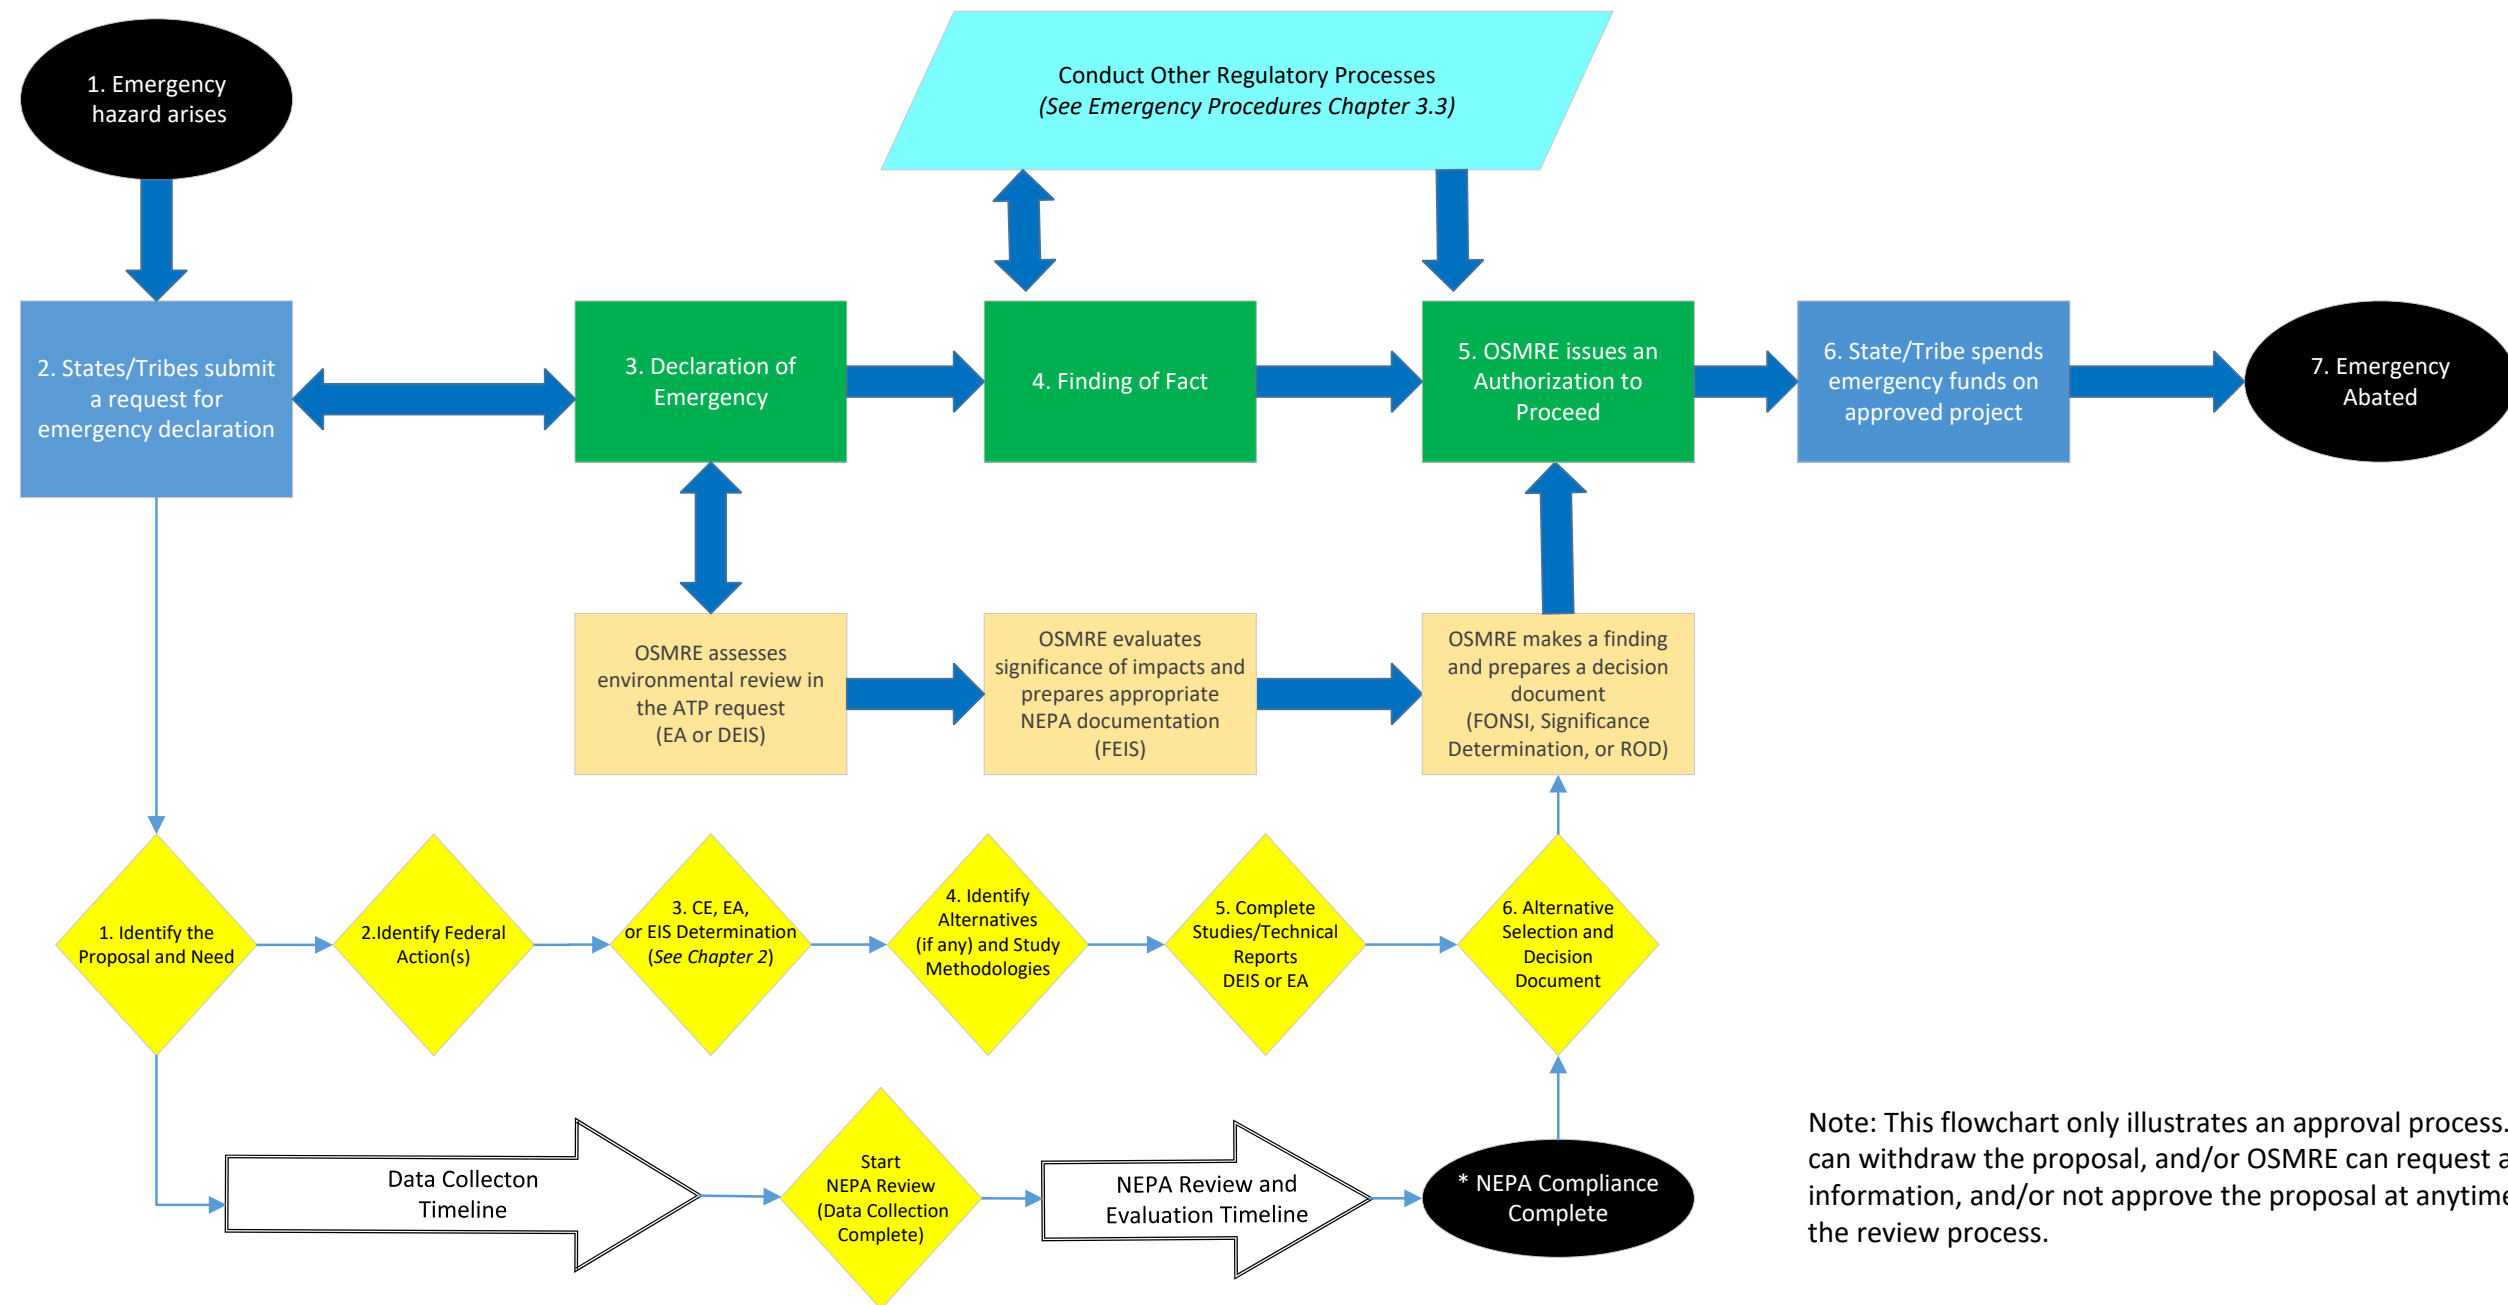 1. Emergency
hazard arises
Conduct Other Regulatory Processes
(See Emergency Procedures Chapter 3.3)
2. States/Tribes submit
a request for
emergency declaration
3. Declaration of
Emergency
4. Finding of Fact
5. OSMRE issues an
Authorization to
Proceed
6. State/Tribe spends
emergency funds on
approved project
7. Emergency
Abated
OSMRE assesses
environmental review in
the ATP request
(EA or DEIS)
OSMRE evaluates
significance of impacts and
prepares appropriate
NEPA documentation
(FEIS)
OSMRE makes a finding
and prepares a decision
document
(FONSI, Significance
Determination, or ROD)
1. Identify the
Proposal and Need
2.Identify Federal
Action(s)
3. CE, EA,
or EIS Determination
(See Chapter 2)
4. Identify
Alternatives
(if any) and Study
Methodologies
5. Complete
Studies/Technical
Reports
DEIS or EA
6. Alternative
Selection and
Decision
Document
Data Collecton
Timeline
Start
NEPA Review
(Data Collection
Complete)
NEPA Review and
Evaluation Timeline
* NEPA Compliance
Complete
Note: This flowchart only illustrates an approval process.
can withdraw the proposal, and/or OSMRE can request a
information, and/or not approve the proposal at anytime
the review process.